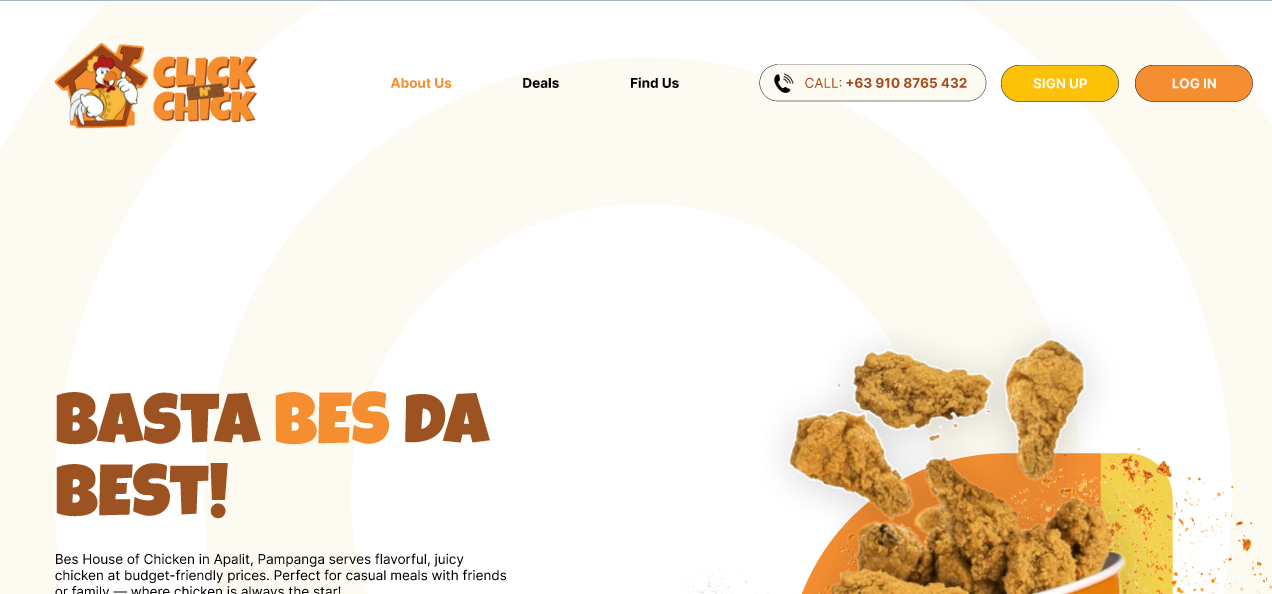 CLICK
N'
CHICK
About Us
Deals
Find Us
CALL: +63 910 8765 432
SIGN UP
LOG IN
BASTA BES DA
BEST!
Bes House of Chicken in Apalit, Pampanga serves flavorful, juicy
chicken at budget-friendly prices. Perfect for casual meals with friends
or family — where chicken is always the star!